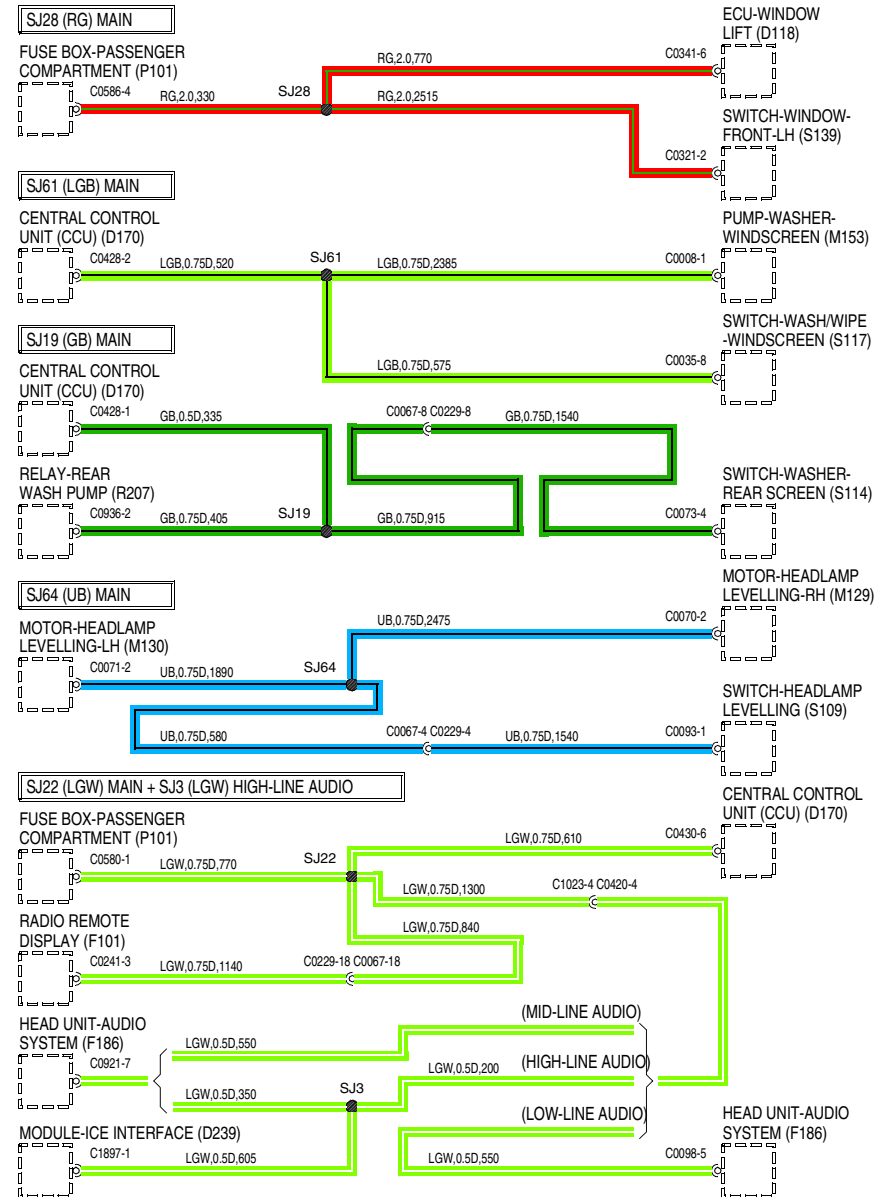 SJ28 (RG) MAIN
FUSE BOX-PASSENGER
COMPARTMENT (P101)
C0586-4
RG,2.0,330
SJ28
RG,2.0,770
RG,2.0,2515
C0341-6
ECU-WINDOW
LIFT (D118)
C0321-2
SWITCH-WINDOW-
FRONT-LH (S139)
SJ61 (LGB) MAIN
CENTRAL CONTROL
UNIT (CCU) (D170)
C0428-2
LGB,0.75D,520
SJ61
LGB,0.75D,2385
C0008-1
PUMP-WASHER-
WINDSCREEN (M153)
LGB,0.75D,575
C0035-8
SWITCH-WASH/WIPE
-WINDSCREEN (S117)
SJ19 (GB) MAIN
CENTRAL CONTROL
UNIT (CCU) (D170)
C0428-1
GB,0.5D,335
C0067-8 C0229-8
GB,0.75D,1540
RELAY-REAR
WASH PUMP (R207)
C0936-2
GB,0.75D,405
SJ19
GB,0.75D,915
C0073-4
SWITCH-WASHER-
REAR SCREEN (S114)
SJ64 (UB) MAIN
MOTOR-HEADLAMP
LEVELLING-LH (M130)
C0071-2
UB,0.75D,1890
SJ64
UB,0.75D,2475
C0070-2
MOTOR-HEADLAMP
LEVELLING-RH (M129)
UB,0.75D,580
C0067-4 C0229-4
UB,0.75D,1540
C0093-1
SWITCH-HEADLAMP
LEVELLING (S109)
SJ22 (LGW) MAIN + SJ3 (LGW) HIGH-LINE AUDIO
FUSE BOX-PASSENGER
COMPARTMENT (P101)
C0580-1
LGW,0.75D,770
SJ22
LGW,0.75D,610
C0430-6
CENTRAL CONTROL
UNIT (CCU) (D170)
LGW,0.75D,1300
C1023-4 C0420-4
LGW,0.75D,840
RADIO REMOTE
DISPLAY (F101)
C0241-3
LGW,0.75D,1140
C0229-18 C0067-18
HEAD UNIT-AUDIO
SYSTEM (F186)
C0921-7
LGW,0.5D,550
(MID-LINE AUDIO)
LGW,0.5D,350
SJ3
LGW,0.5D,200
(HIGH-LINE AUDIO)
(LOW-LINE AUDIO)
MODULE-ICE INTERFACE (D239)
C1897-1
LGW,0.5D,605
LGW,0.5D,550
C0098-5
HEAD UNIT-AUDIO
SYSTEM (F186)